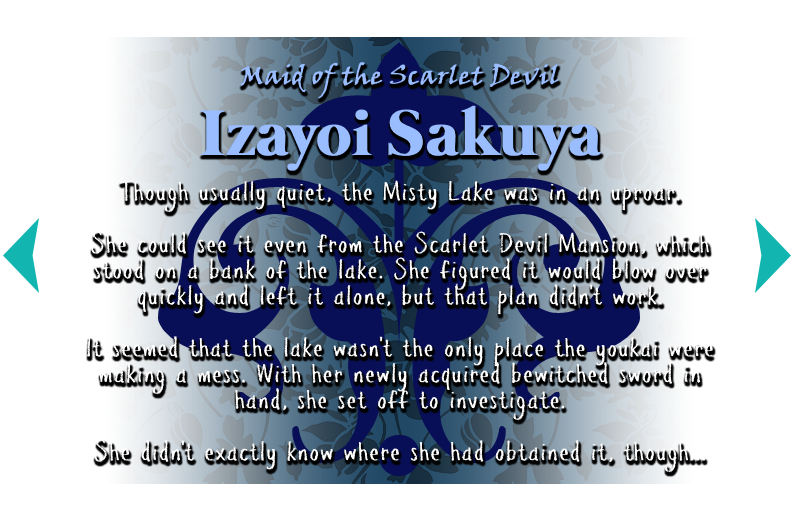 Maid of the Scarlet Devil
Izayoi Sakuya
Though usually quiet, the Misty Lake was in an uproar.
She could see it even from the Scarlet Devil Mansion, which
stood on a bank of the lake. She figured it would blow over
quickly and left it alone, but that plan didn't work.
It seemed that the lake wasn't the only place the youkai were
making a mess. With her newly acquired bewitched sword in
hand, she set off to investigate.
She didn't exactly know where she had obtained it, though...